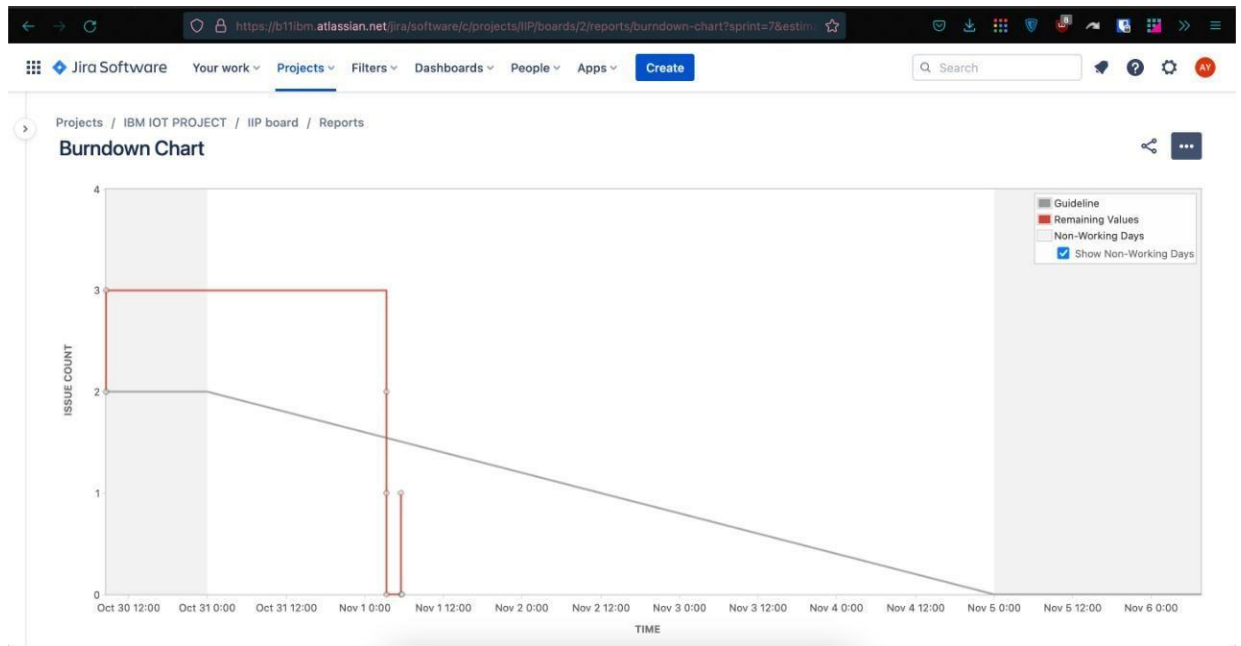 https://b11ibm.atlassian.net/jira/software/c/projects/IIP/boards/2/reports/burndown-chart?sprint=7&estim
8
Jira Software Your work Projects Filters Dashboards People Apps Create Search AY
Projects / IBM IOT PROJECT / IIP board / Reports
Burndown Chart
4
3
2
1
0
ISSUE COUNT
Guideline
Remaining Values
Non-Working Days
Show Non-Working Days
Oct 30 12:00 Oct 31 0:00 Oct 31 12:00 Nov 1 0:00 Nov 1 12:00 Nov 2 0:00 Nov 2 12:00 Nov 3 0:00 Nov 3 12:00 Nov 4 0:00 Nov 4 12:00 Nov 5 0:00 Nov 5 12:00 Nov 6 0:00
TIME